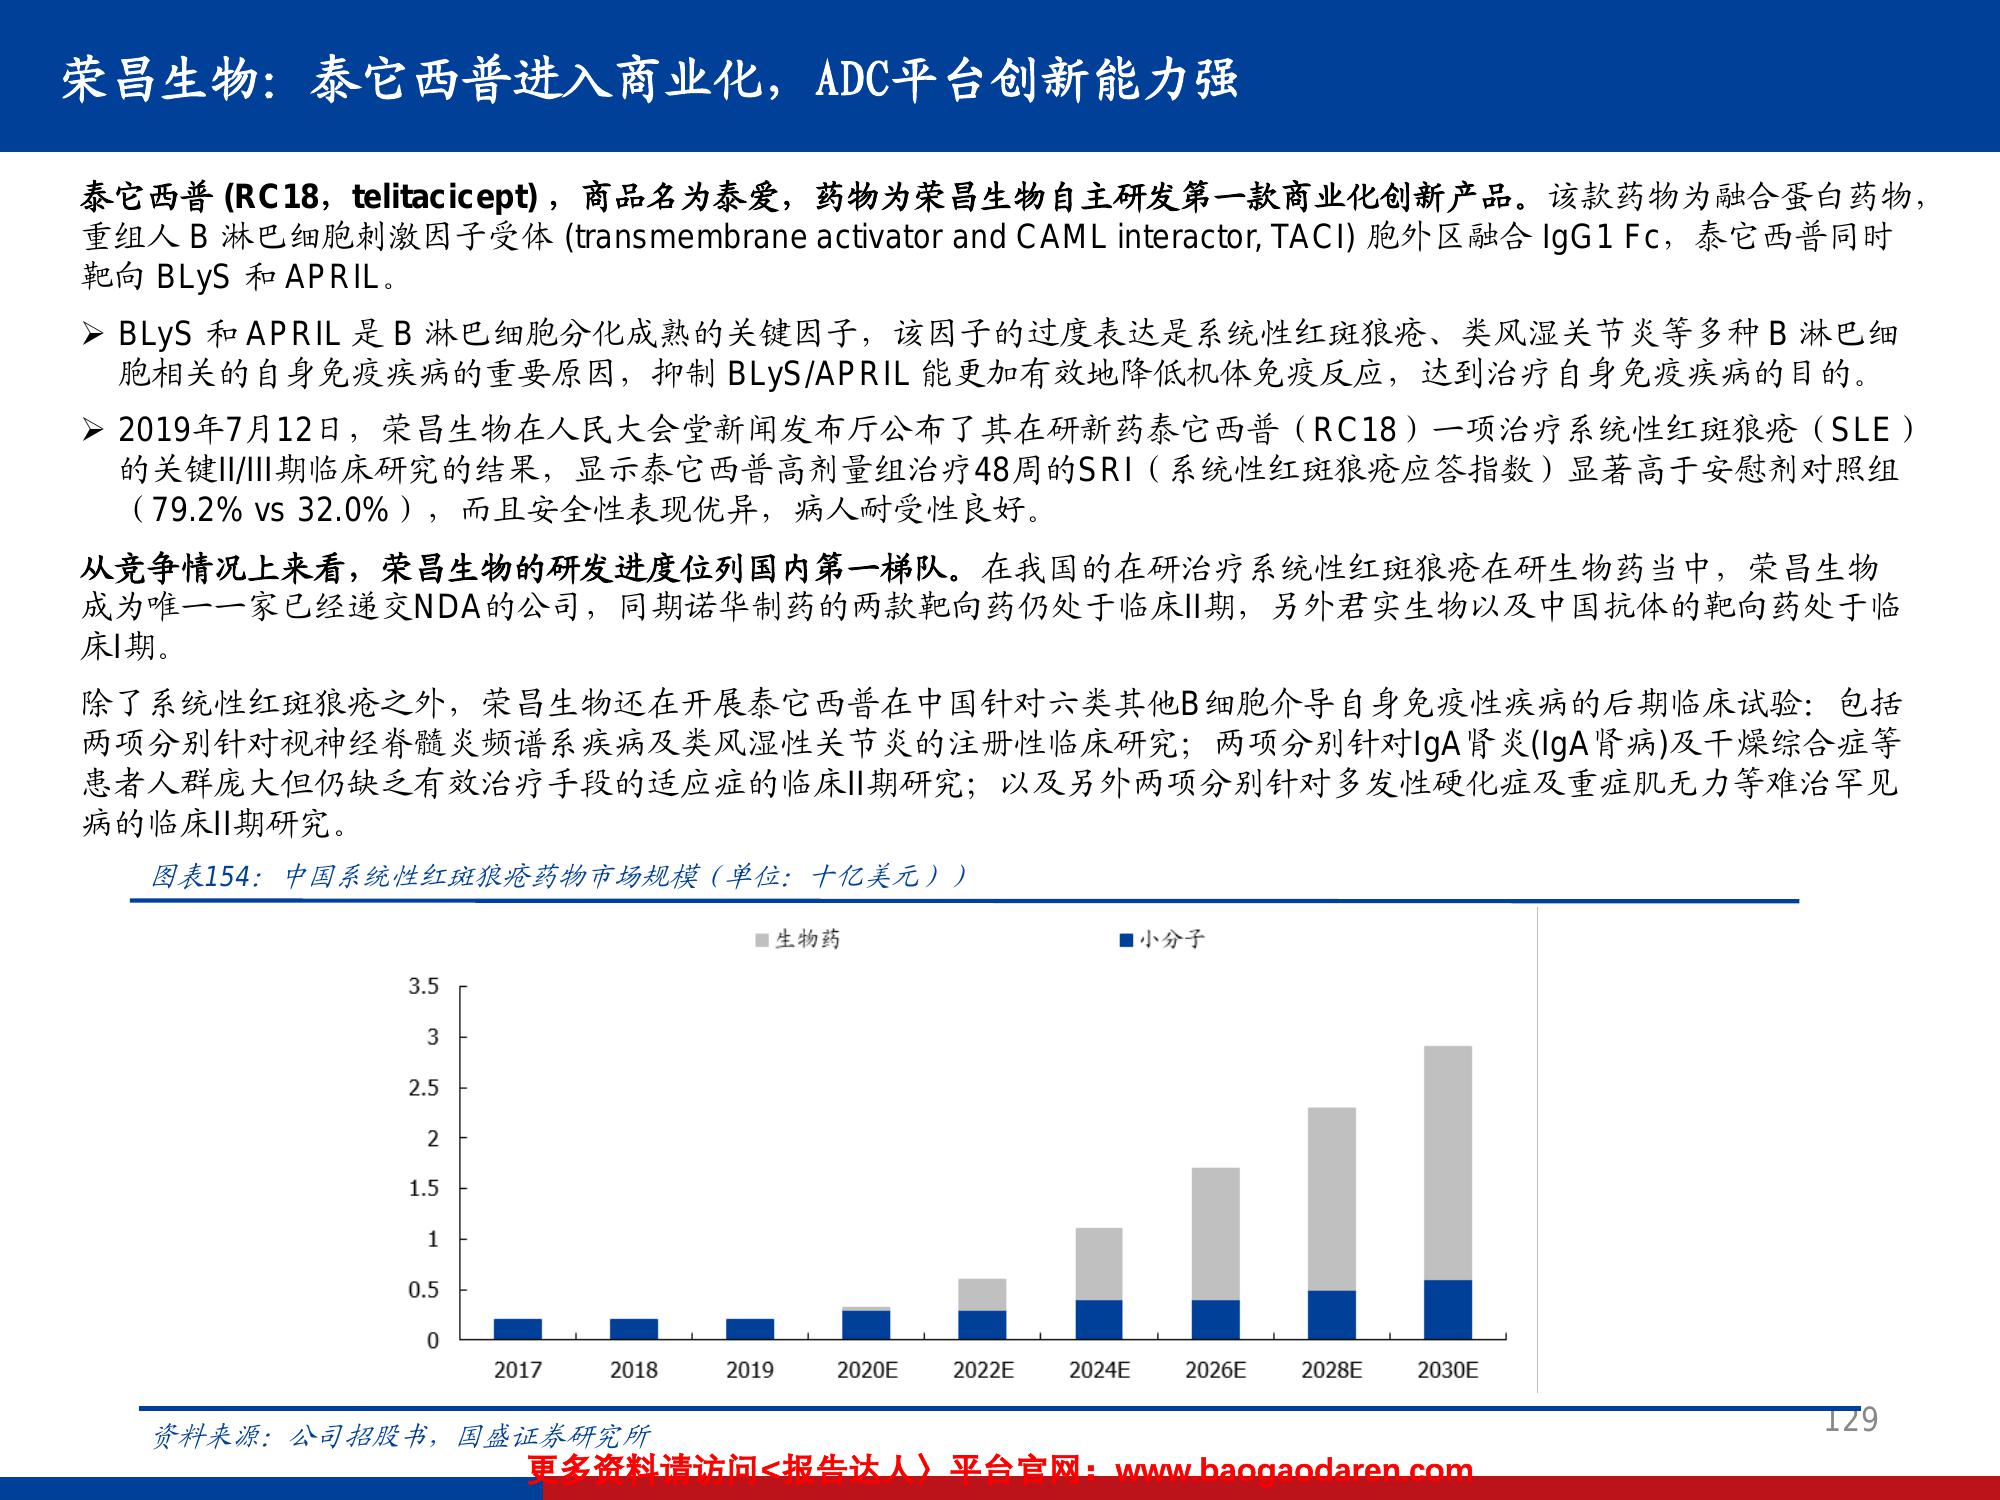 荣昌生物：泰它西普进入商业化，ADC平台创新能力强
泰它西普 (RC18，telitacicept) ，商品名为泰爱，药物为荣昌生物自主研发第一款商业化创新产品。该款药物为融合蛋白药物，
重组人 B 淋巴细胞刺激因子受体 (transmembrane activator and CAML interactor, TACI) 胞外区融合 IgG1 Fc，泰它西普同时
靶向 BLyS 和 APRIL。
➢ BLyS 和 APRIL 是 B 淋巴细胞分化成熟的关键因子，该因子的过度表达是系统性红斑狼疮、类风湿关节炎等多种 B 淋巴细
胞相关的自身免疫疾病的重要原因，抑制 BLyS/APRIL 能更加有效地降低机体免疫反应，达到治疗自身免疫疾病的目的。
➢ 2019年7月12日，荣昌生物在人民大会堂新闻发布厅公布了其在研新药泰它西普（RC18）一项治疗系统性红斑狼疮（SLE）
的关键II/III期临床研究的结果，显示泰它西普高剂量组治疗48周的SRI（系统性红斑狼疮应答指数）显著高于安慰剂对照组
（79.2% vs 32.0%），而且安全性表现优异，病人耐受性良好。
从竞争情况上来看，荣昌生物的研发进度位列国内第一梯队。在我国的在研治疗系统性红斑狼疮在研生物药当中，荣昌生物
成为唯一一家已经递交NDA的公司，同期诺华制药的两款靶向药仍处于临床II期，另外君实生物以及中国抗体的靶向药处于临
床I期。
除了系统性红斑狼疮之外，荣昌生物还在开展泰它西普在中国针对六类其他B细胞介导自身免疫性疾病的后期临床试验：包括
两项分别针对视神经脊髓炎频谱系疾病及类风湿性关节炎的注册性临床研究；两项分别针对IgA肾炎(IgA肾病)及干燥综合症等
患者人群庞大但仍缺乏有效治疗手段的适应症的临床II期研究；以及另外两项分别针对多发性硬化症及重症肌无力等难治罕见
病的临床II期研究。
图表154：中国系统性红斑狼疮药物市场规模（单位：十亿美元））
生物药 小分子
3.5
3
2.5
2
1.5
1
0.5
0
2017 2018 2019 2020E 2022E 2024E 2026E 2028E 2030E
资料来源：公司招股书，国盛证券研究所
129
更多资料请访问<报告达人〉平台官网：www.baogaodaren.com